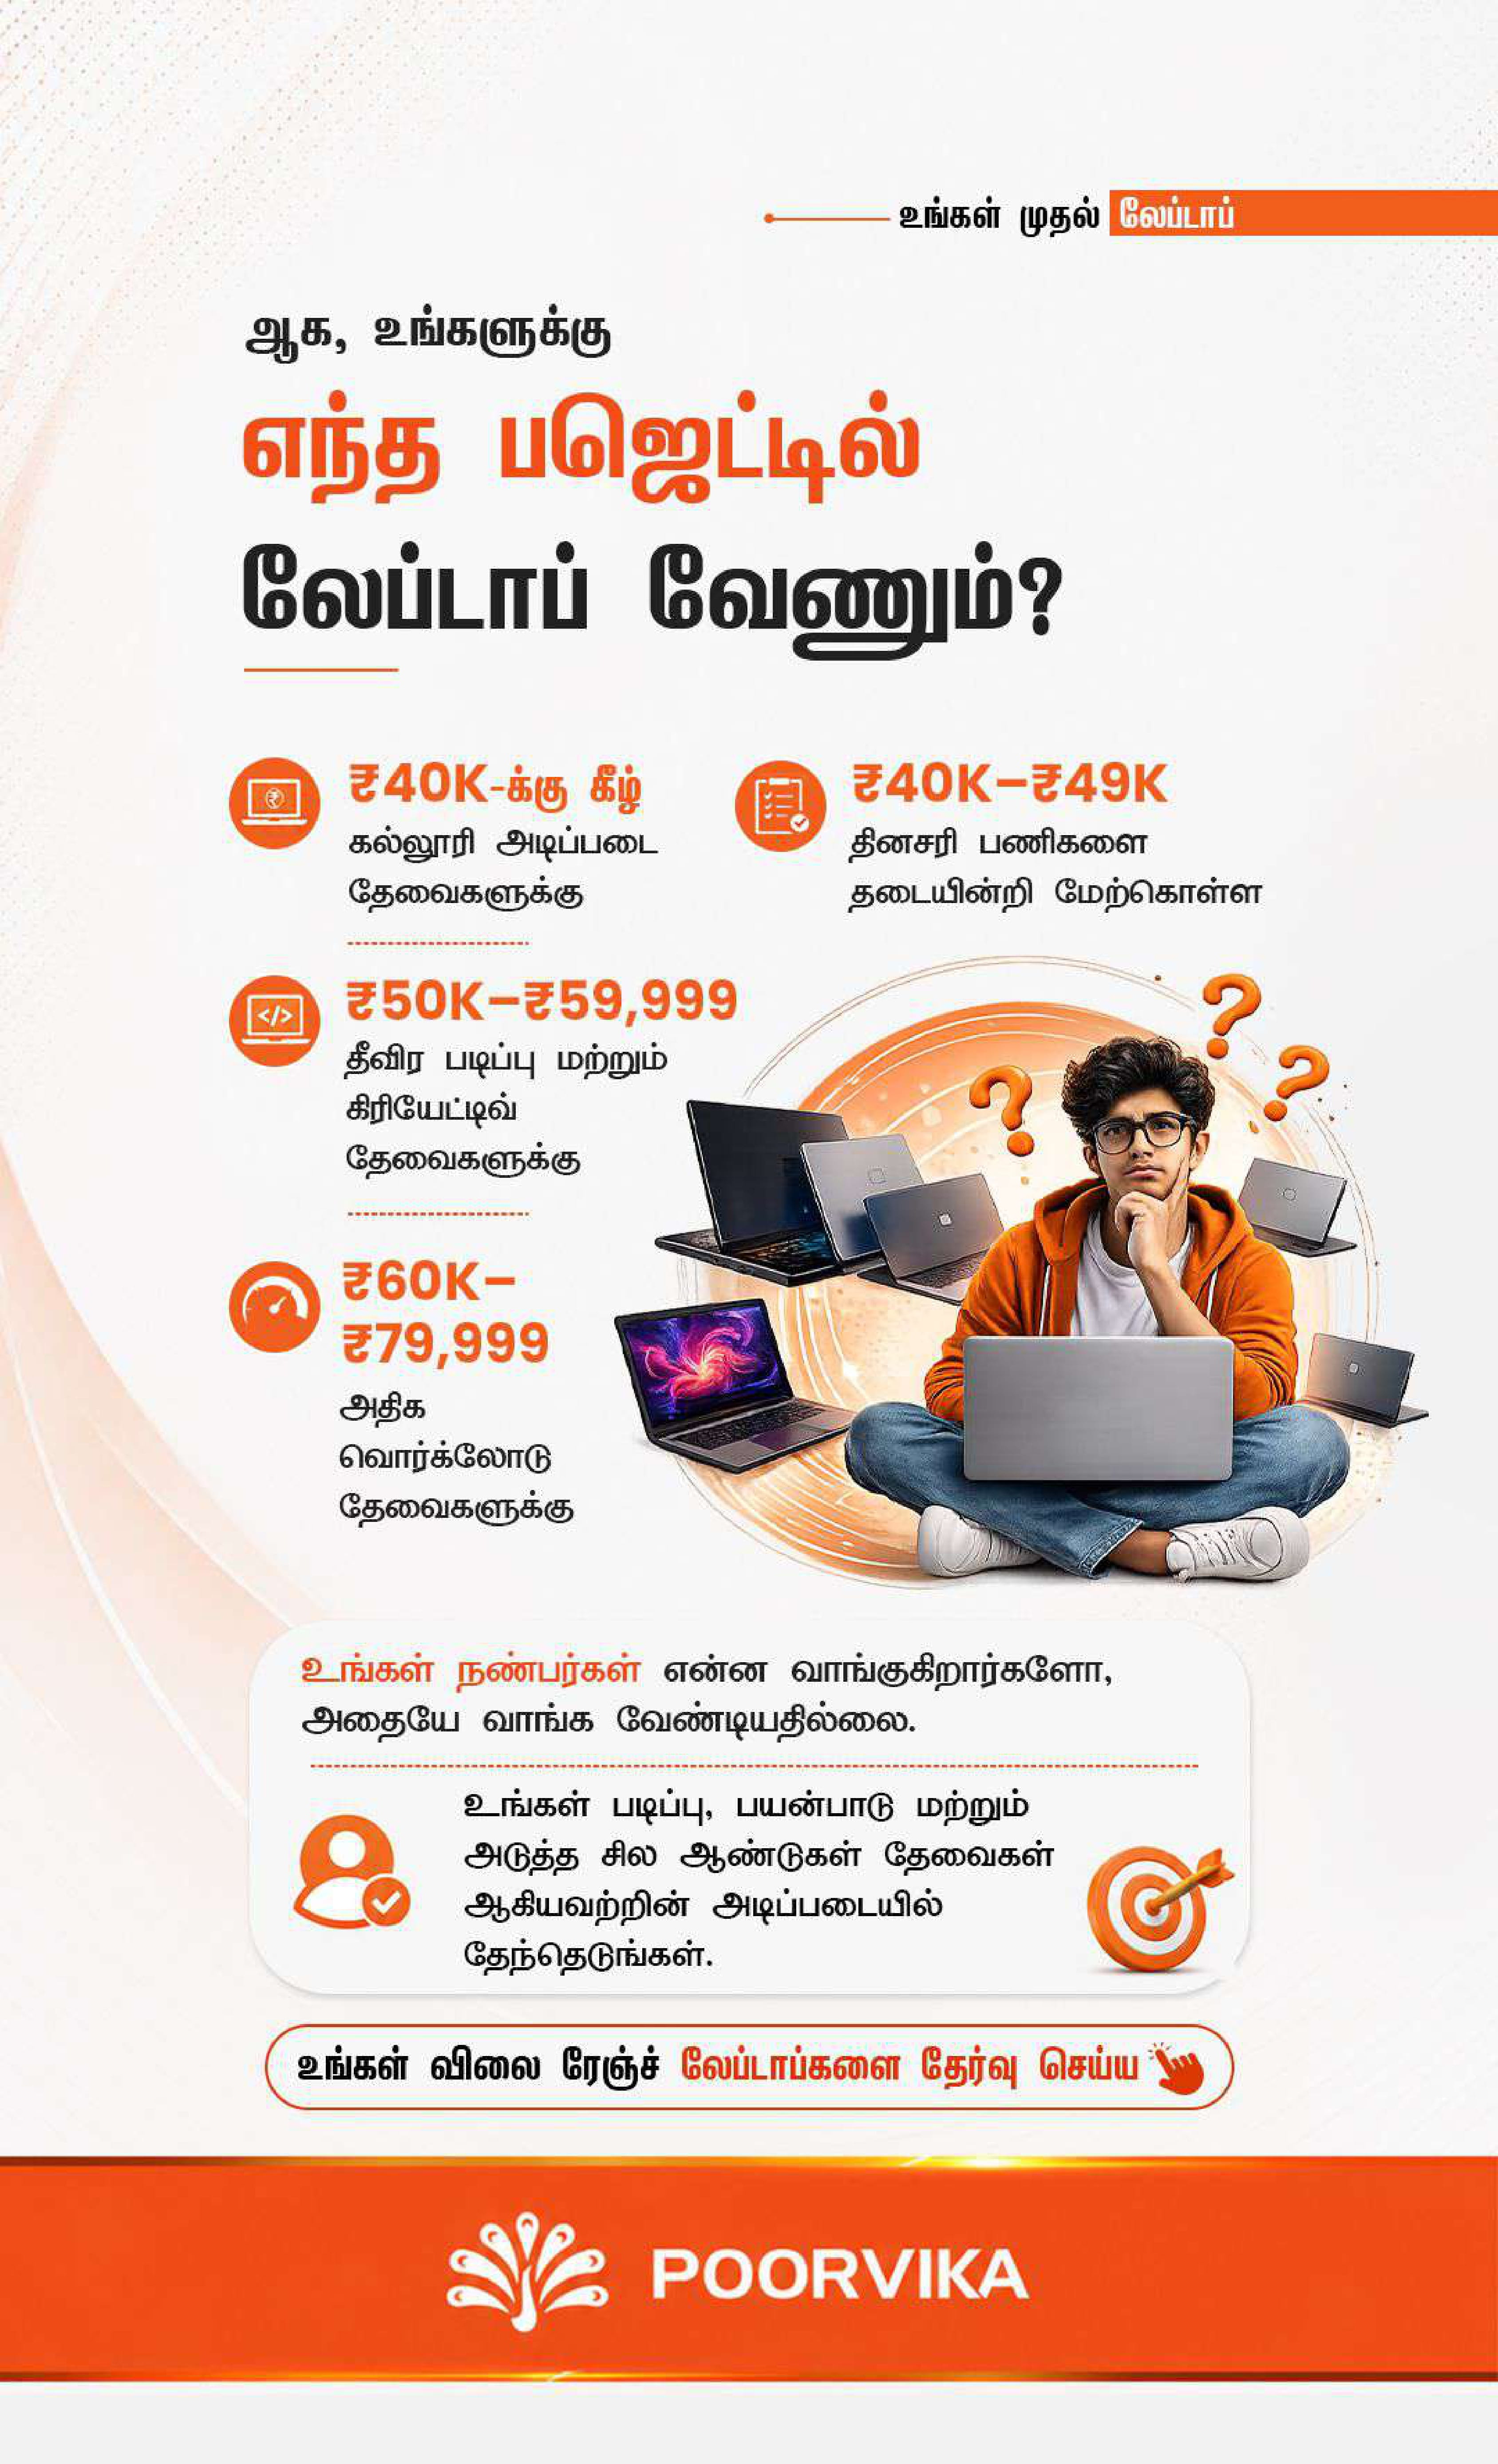 உங்கள் முதல் லேப்டாப்
ஆக, உங்களுக்கு
எந்த பஜெட்டில்
லேப்டாப் வேணும்?
₹40K-க்கு கீழ்
கல்லூரி அடிப்படை
தேவைகளுக்கு
₹40K–₹49K
தினசரி பணிகளை
தடையின்றி மேற்கொள்ள
₹50K–₹59,999
தீவிர படிப்பு மற்றும்
கிரியேட்டிவ்
தேவைகளுக்கு
₹60K–
₹79,999
அதிக
வொர்க்லோடு
தேவைகளுக்கு
உங்கள் நண்பர்கள் என்ன வாங்குகிறார்களோ,
அதையே வாங்க வேண்டியதில்லை.
உங்கள் படிப்பு, பயன்பாடு மற்றும்
அடுத்த சில ஆண்டுகள் தேவைகள்
ஆகியவற்றின் அடிப்படையில்
தேந்தெடுங்கள்.
உங்கள் விலை ரேஞ்ச் லேப்டாப்களை தேர்வு செய்ய
POORVIKA